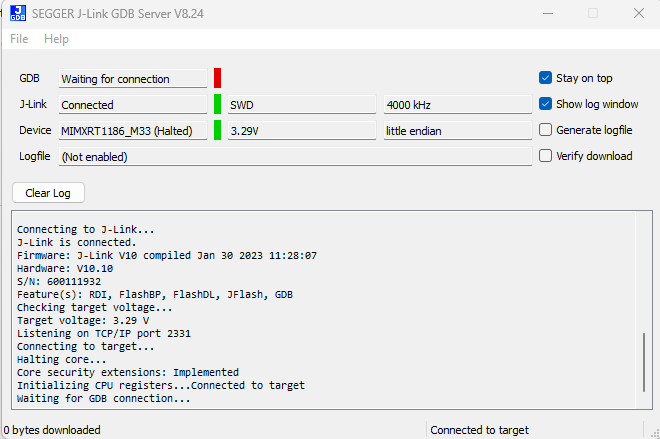 SEGGER J-Link GDB Server V8.24
File Help
GDB Waiting for connection Stay on top
J-Link Connected SWD 4000 kHz Show log window
Device MIMXRT1186_M33 (Halted) 3.29V little endian Generate logfile
Logfile (Not enabled) Verify download
Clear Log
Connecting to J-Link...
J-Link is connected.
Firmware: J-Link V10 compiled Jan 30 2023 11:28:07
Hardware: V10.10
S/N: 600111932
Feature(s): RDI, FlashBP, FlashDL, JFlash, GDB
Checking target voltage...
Target voltage: 3.29 V
Listening on TCP/IP port 2331
Connecting to target...
Halting core...
Core security extensions: Implemented
Initializing CPU registers...Connected to target
Waiting for GDB connection...
0 bytes downloaded Connected to target